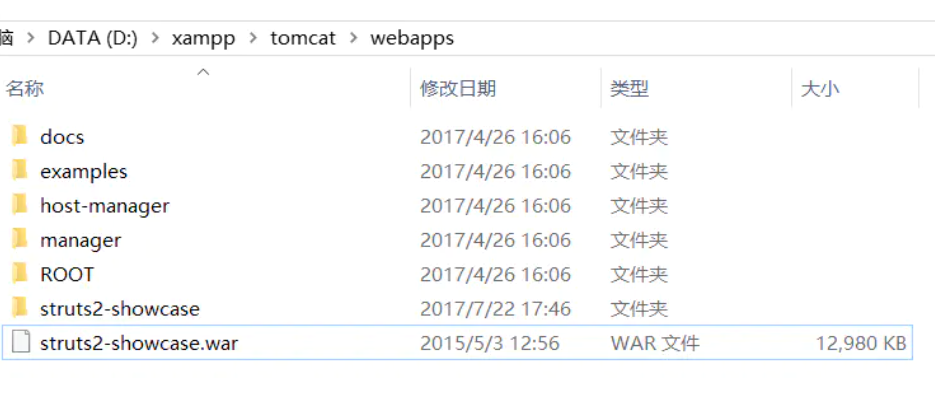 脑 > DATA (D:) > xampp > tomcat > webapps
名称 修改日期 类型 大小
docs 2017/4/26 16:06 文件夹
examples 2017/4/26 16:06 文件夹
host-manager 2017/4/26 16:06 文件夹
manager 2017/4/26 16:06 文件夹
ROOT 2017/4/26 16:06 文件夹
struts2-showcase 2017/7/22 17:46 文件夹
struts2-showcase.war 2015/5/3 12:56 WAR 文件 12,980 KB